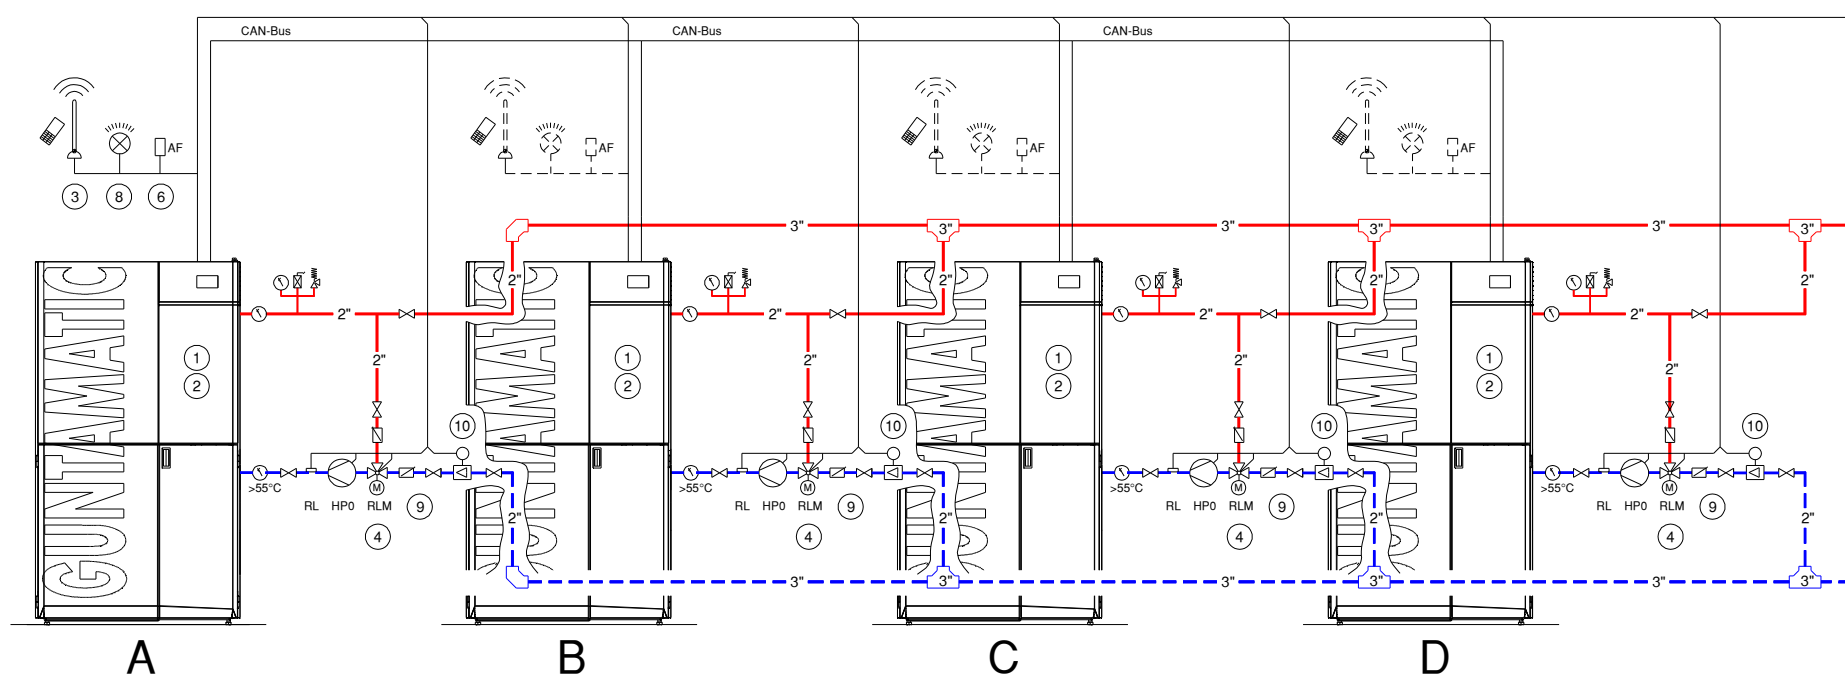 CAN-Bus CAN-Bus CAN-Bus
AF AF AF AF
3 8 6
3" 3" 3" 3" 3" 3" 3"
2" 2" 2" 2"
2" 2" 2" 2"
1 1 1 1
2" 2" 2" 2"
2 2 2 2
GUNTAMATIC GUNTAMATIC GUNTAMATIC GUNTAMATIC
10 10 10 10
>55°C >55°C >55°C >55°C
M M M M
RL HP0 RLM 9 RL HP0 RLM 9 RL HP0 RLM 9 RL HP0 RLM 9
2" 2" 2" 2"
4 4 4 4
3" 3" 3" 3" 3" 3" 3"
A B C D